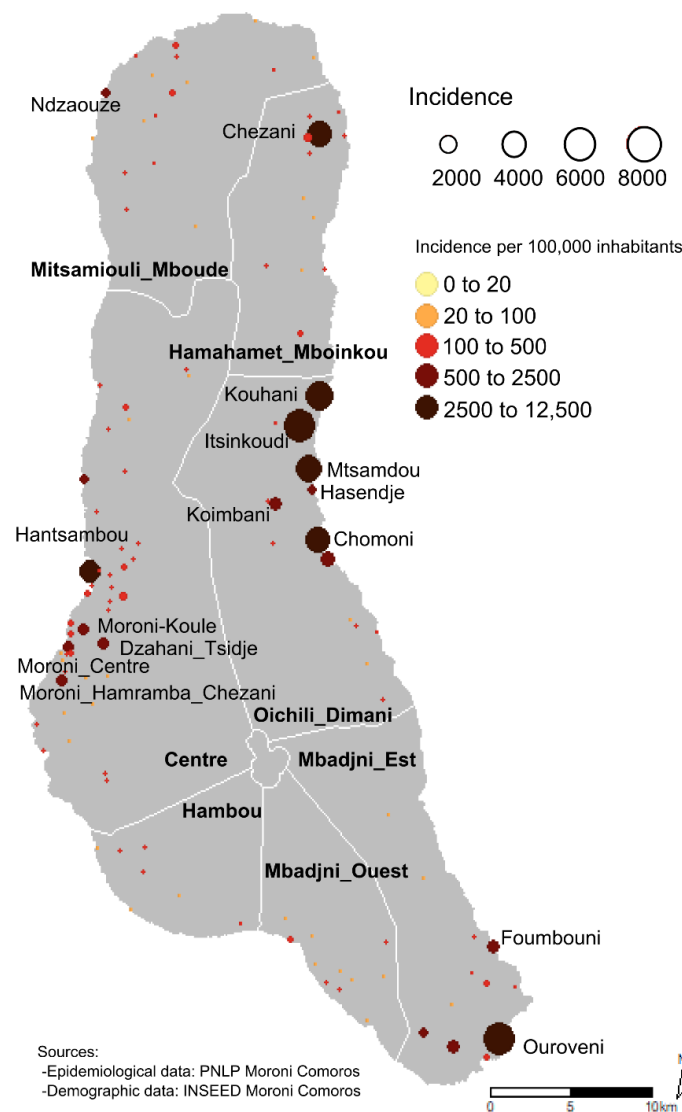 Ndzaouze
Incidence
Chezani
2000 4000 6000 8000
Incidence per 100,000 inhabitants
Mitsamiouli_Mboude
0 to 20
20 to 100
100 to 500
Hamahamet_Mboinkou
500 to 2500
Kouhani
2500 to 12,500
Itsinkoudi
Mtsamdou
Hasendje
Koimbani
Hantsambou
Chomoni
Moroni-Koule
Dzahani_Tsidje
Moroni_Centre
Moroni_Hamramba_Chezani
Oichili_Dimani
Centre
Mbadjni_Est
Hambou
Mbadjni_Ouest
Foumbouni
Ouroveni
Sources:
-Epidemiological data: PNLP Moroni Comoros
-Demographic data: INSEED Moroni Comoros
0 5 10km